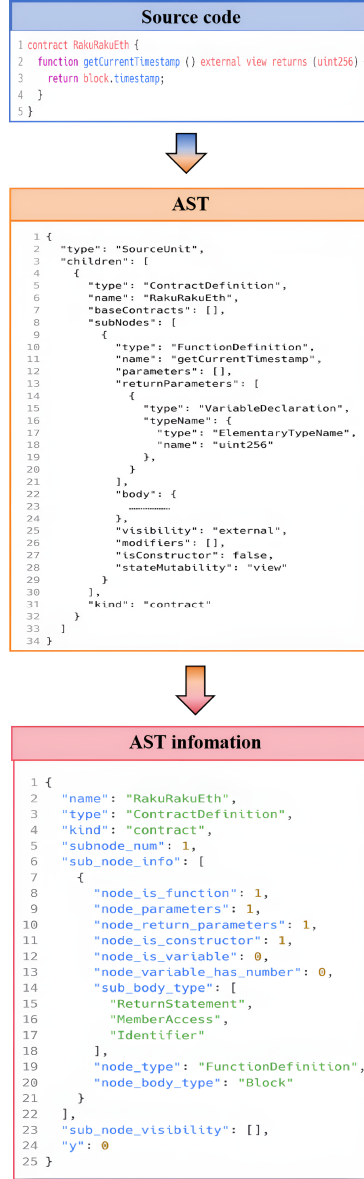 Source code
1 contract RakuRakuEth {
2 function getCurrentTimestamp () external view returns (uint256)
3 return block.timestamp;
4 }
5 }
AST
1 {
2 "type": "SourceUnit",
3 "children": [
4 {
5 "type": "ContractDefinition",
6 "name": "RakuRakuEth",
7 "baseContracts": [],
8 "subNodes": [
9 {
10 "type": "FunctionDefinition",
11 "name": "getCurrentTimestamp",
12 "parameters": [],
13 "returnParameters": [
14 {
15 "type": "VariableDeclaration",
16 "typeName": {
17 "type": "ElementaryTypeName",
18 "name": "uint256"
19 },
20 }
21 ],
22 "body": {
23 ……………
24 },
25 "visibility": "external",
26 "modifiers": [],
27 "isConstructor": false,
28 "stateMutability": "view"
29 }
30 ],
31 "kind": "contract"
32 }
33 ]
34 }
AST infomation
1 {
2 "name": "RakuRakuEth",
3 "type": "ContractDefinition",
4 "kind": "contract",
5 "subnode_num": 1,
6 "sub_node_info": [
7 {
8 "node_is_function": 1,
9 "node_parameters": 1,
10 "node_return_parameters": 1,
11 "node_is_constructor": 1,
12 "node_is_variable": 0,
13 "node_variable_has_number": 0,
14 "sub_body_type": [
15 "ReturnStatement",
16 "MemberAccess",
17 "Identifier"
18 ],
19 "node_type": "FunctionDefinition",
20 "node_body_type": "Block"
21 }
22 ],
23 "sub_node_visibility": [],
24 "y": 0
25 }